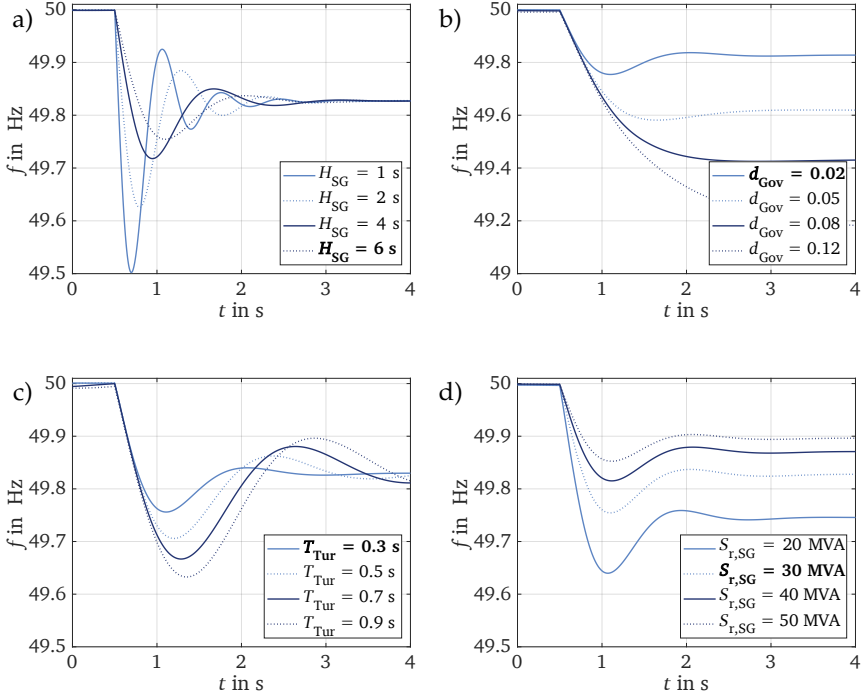 a)
50
49.9
49.8
49.7
49.6
49.5
f in Hz
0 1 2 3 4
t in s
H_SG = 1 s
H_SG = 2 s
H_SG = 4 s
H_SG = 6 s
b)
50
49.8
49.6
49.4
49.2
49
f in Hz
0 1 2 3 4
t in s
d_Gov = 0.02
d_Gov = 0.05
d_Gov = 0.08
d_Gov = 0.12
c)
50
49.9
49.8
49.7
49.6
49.5
f in Hz
0 1 2 3 4
t in s
T_Tur = 0.3 s
T_Tur = 0.5 s
T_Tur = 0.7 s
T_Tur = 0.9 s
d)
50
49.9
49.8
49.7
49.6
49.5
f in Hz
0 1 2 3 4
t in s
S_r,SG = 20 MVA
S_r,SG = 30 MVA
S_r,SG = 40 MVA
S_r,SG = 50 MVA